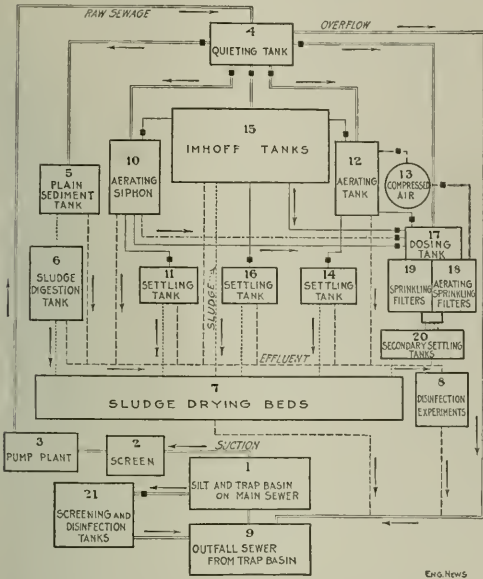 RAW SEWAGE
OVERFLOW
4
QUIETING TANK
15
IMHOFF TANKS
5
PLAIN
SEDIMENT
TANK
10
AERATING
SIPHON
12
AERATING
TANK
13
COMPRESSED
AIR
17
DOSING
TANK
6
SLUDGE
DIGESTION
TANK
11
SETTLING
TANK
SLUDGE
16
SETTLING
TANK
14
SETTLING
TANK
19
SPRINKLING
FILTERS
18
AERATING
SPRINKLING
FILTERS
20
SECONDARY SETTLING
TANKS
EFFLUENT
7
SLUDGE DRYING BEDS
8
DISINFECTION
EXPERIMENTS
3
PUMP PLANT
2
SCREEN
SUCTION
1
SILT AND TRAP BASIN
ON MAIN SEWER
21
SCREENING AND
DISINFECTION
TANKS
9
OUTFALL SEWER
FROM TRAP BASIN
ENG. NEWS